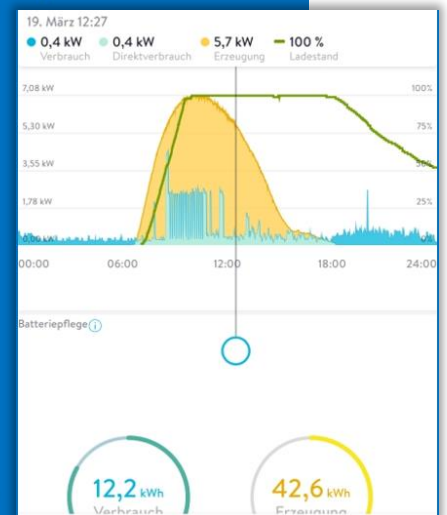 19. März 12:27
0,4 kW 0,4 kW 5,7 kW 100 %
Verbrauch Direktverbrauch Erzeugung Ladestand
7,08 kW 100%
5,30 kW 75%
3,55 kW 50%
1,78 kW 25%
0,00 kW 0%
00:00 06:00 12:00 18:00 24:00
Batteriepflege i
12,2 kWh 42,6 kWh
Verbrauch Erzeugung